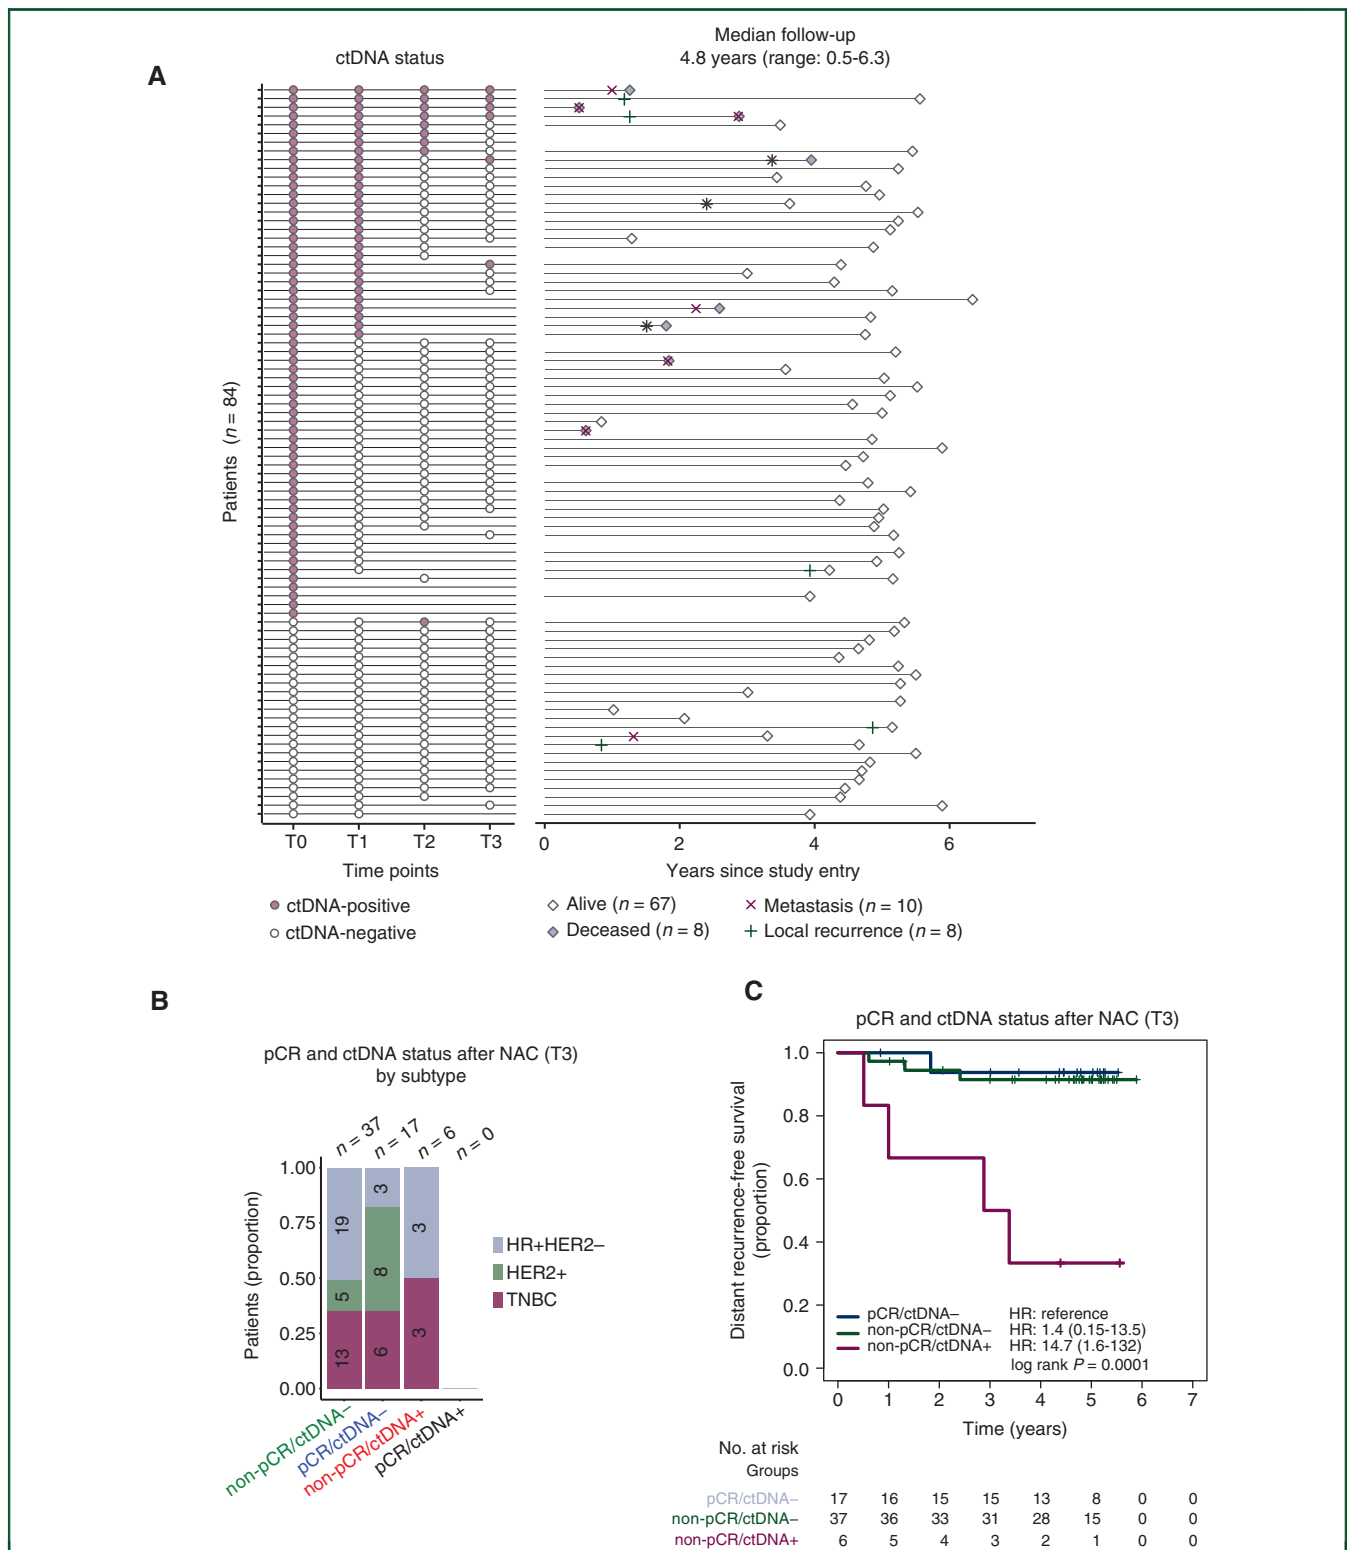 A
ctDNA status
Median follow-up
4.8 years (range: 0.5-6.3)
Patients (n = 84)
T0 T1 T2 T3
Time points
0 2 4 6
Years since study entry
ctDNA-positive
ctDNA-negative
Alive (n = 67)
Deceased (n = 8)
Metastasis (n = 10)
Local recurrence (n = 8)
B
pCR and ctDNA status after NAC (T3)
by subtype
n = 37 n = 17 n = 6 n = 0
Patients (proportion)
1.00
0.75
0.50
0.25
0.00
19 5 13
3 8 6
3 3
HR+HER2–
HER2+
TNBC
non-pCR/ctDNA–
pCR/ctDNA–
non-pCR/ctDNA+
pCR/ctDNA+
C
pCR and ctDNA status after NAC (T3)
Distant recurrence-free survival
(proportion)
1.0
0.8
0.6
0.4
0.2
0.0
pCR/ctDNA– HR: reference
non-pCR/ctDNA– HR: 1.4 (0.15-13.5)
non-pCR/ctDNA+ HR: 14.7 (1.6-132)
log rank P = 0.0001
0 1 2 3 4 5 6 7
Time (years)
No. at risk
Groups
pCR/ctDNA– 17 16 15 15 13 8 0 0
non-pCR/ctDNA– 37 36 33 31 28 15 0 0
non-pCR/ctDNA+ 6 5 4 3 2 1 0 0